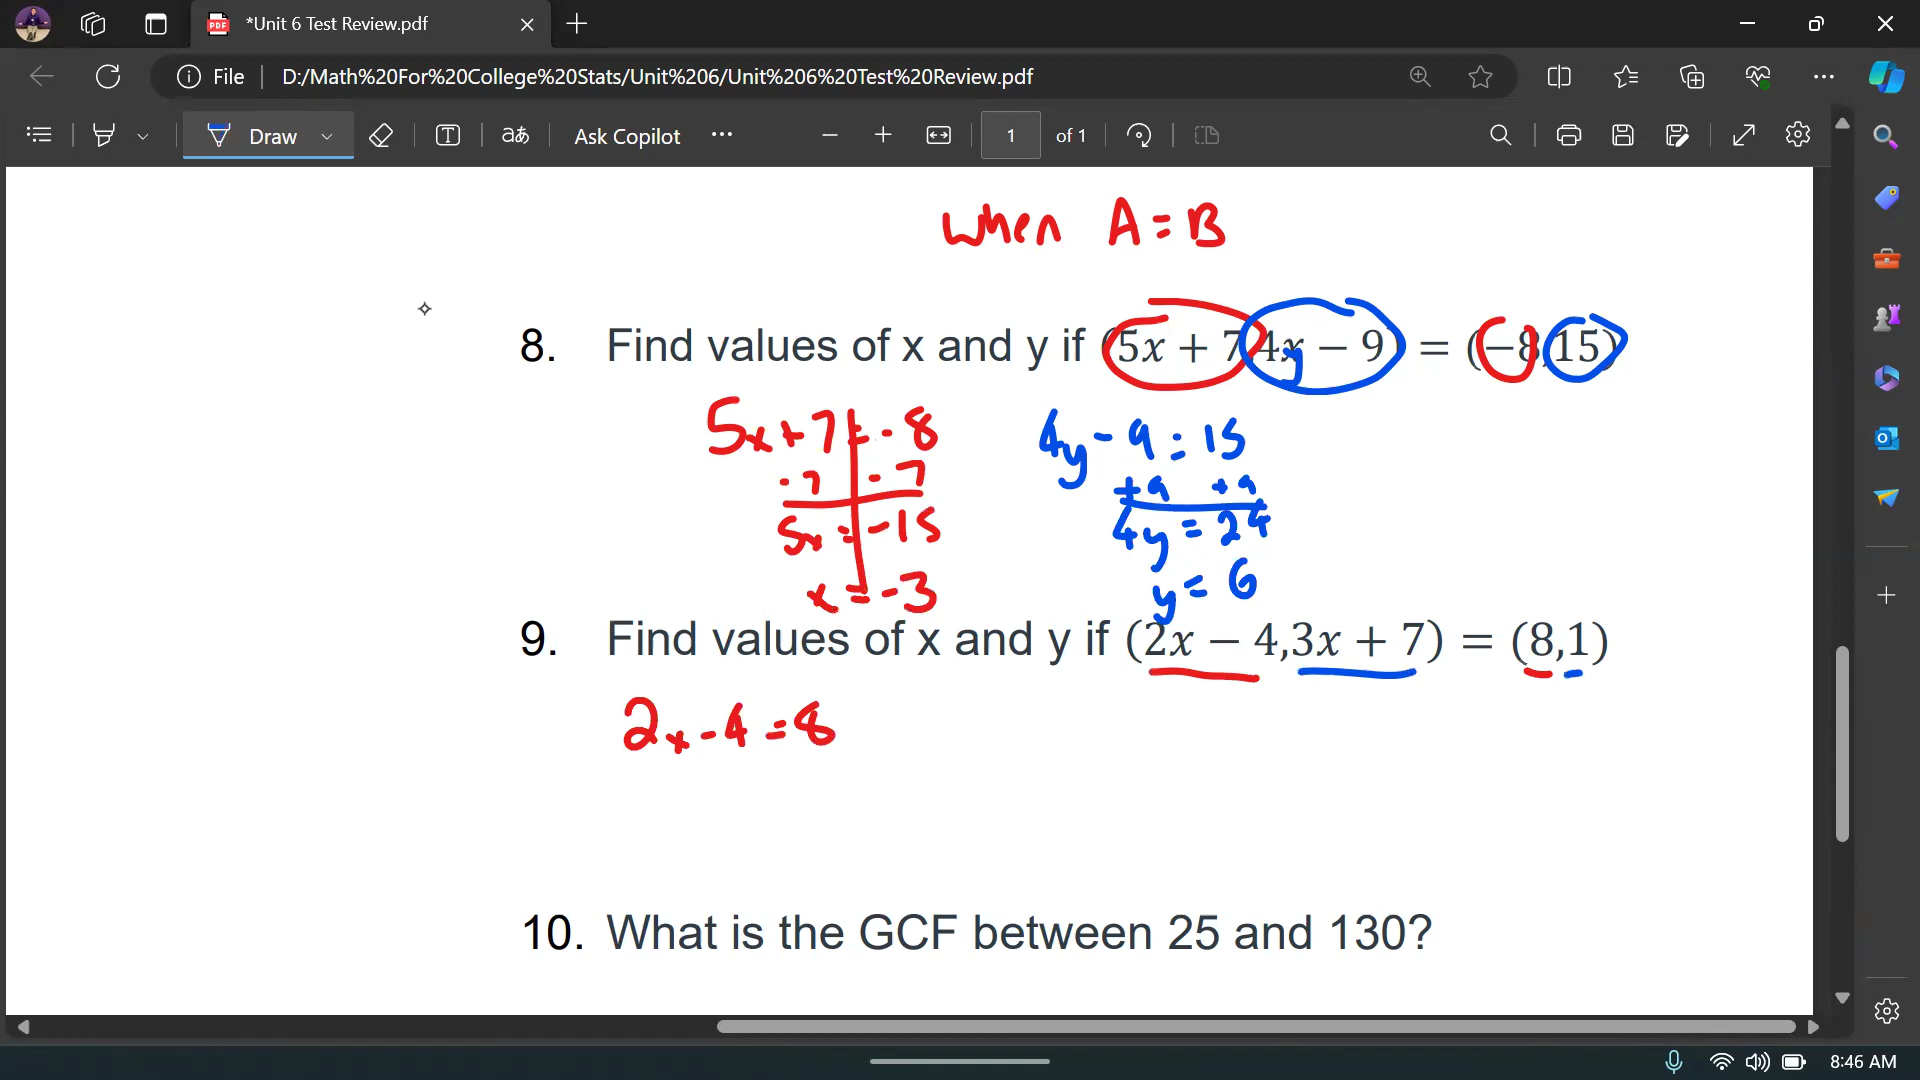 *Unit 6 Test Review.pdf
File D:/Math%20For%20College%20Stats/Unit%206/Unit%206%20Test%20Review.pdf
Draw aあ Ask Copilot 1 of 1
when A = B
8. Find values of x and y if (5x + 7,4x − 9) = (−8,15)
y
5x + 7 = -8
4y - 9 = 15
-7 -7
+9 +9
5x = -15
4y = 24
x = -3
y = 6
9. Find values of x and y if (2x − 4,3x + 7) = (8,1)
2x - 4 = 8
10. What is the GCF between 25 and 130?
8:46 AM